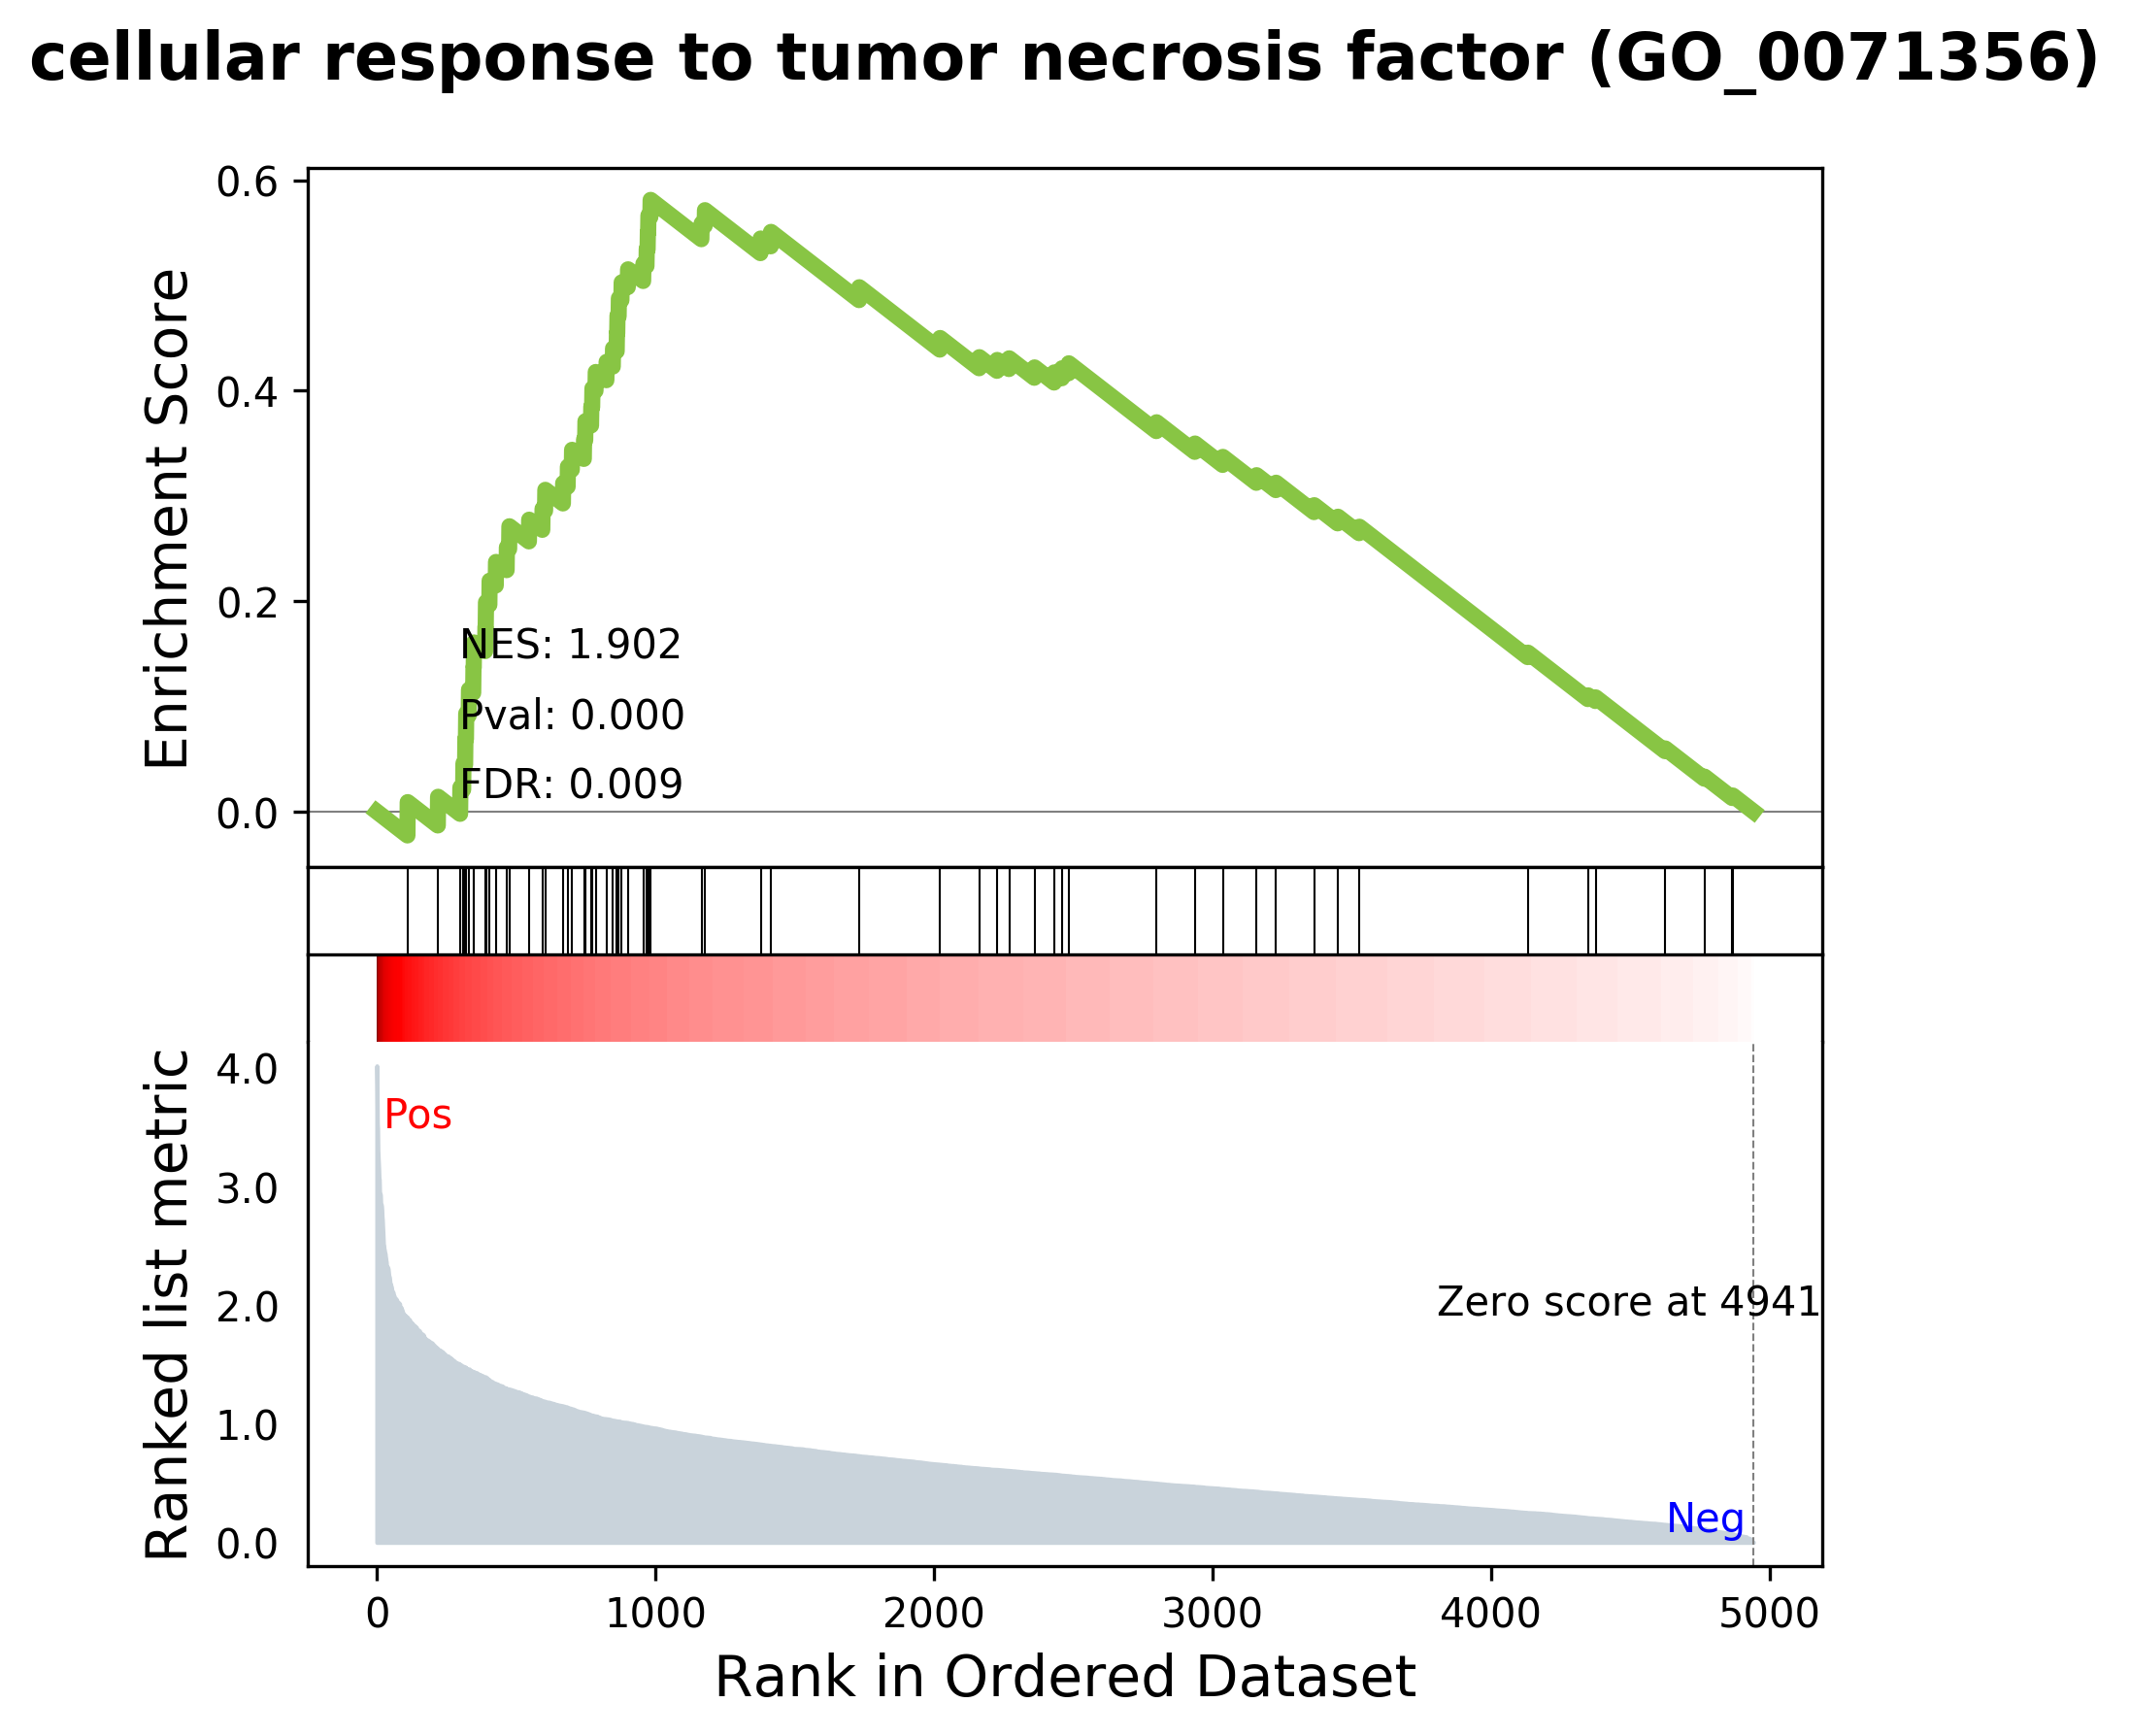 cellular response to tumor necrosis factor (GO_0071356)
Enrichment Score
0.6
0.4
0.2
0.0
NES: 1.902
Pval: 0.000
FDR: 0.009
Ranked list metric
4.0
3.0
2.0
1.0
0.0
Pos
Zero score at 4941
Neg
0 1000 2000 3000 4000 5000
Rank in Ordered Dataset